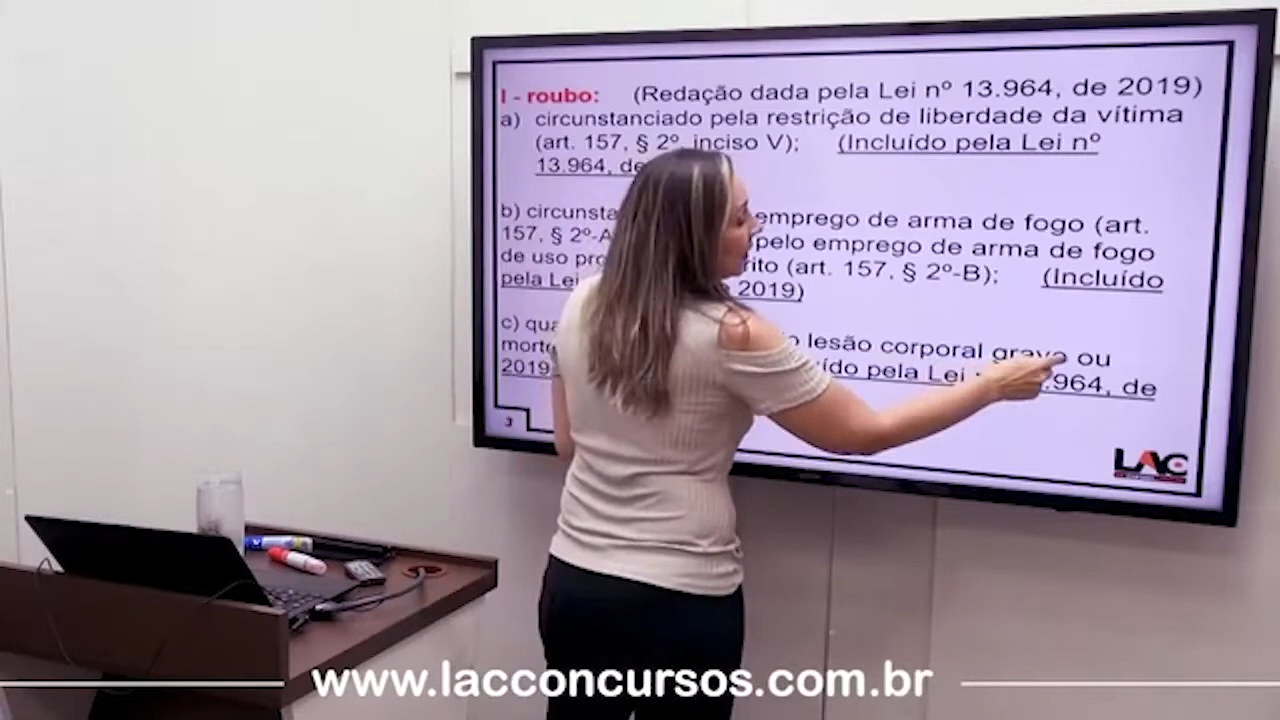 I - roubo: (Redação dada pela Lei nº 13.964, de 2019)
a) circunstanciado pela restrição de liberdade da vítima
(art. 157, § 2º, inciso V); (Incluído pela Lei nº
13.964, de
b) circunsta emprego de arma de fogo (art.
157, § 2º-A pelo emprego de arma de fogo
de uso pro rito (art. 157, § 2º-B); (Incluído
pela Lei 2019)
c) qua lesão corporal grave ou
morte ído pela Lei .964, de
2019
3
LAC
www.lacconcursos.com.br